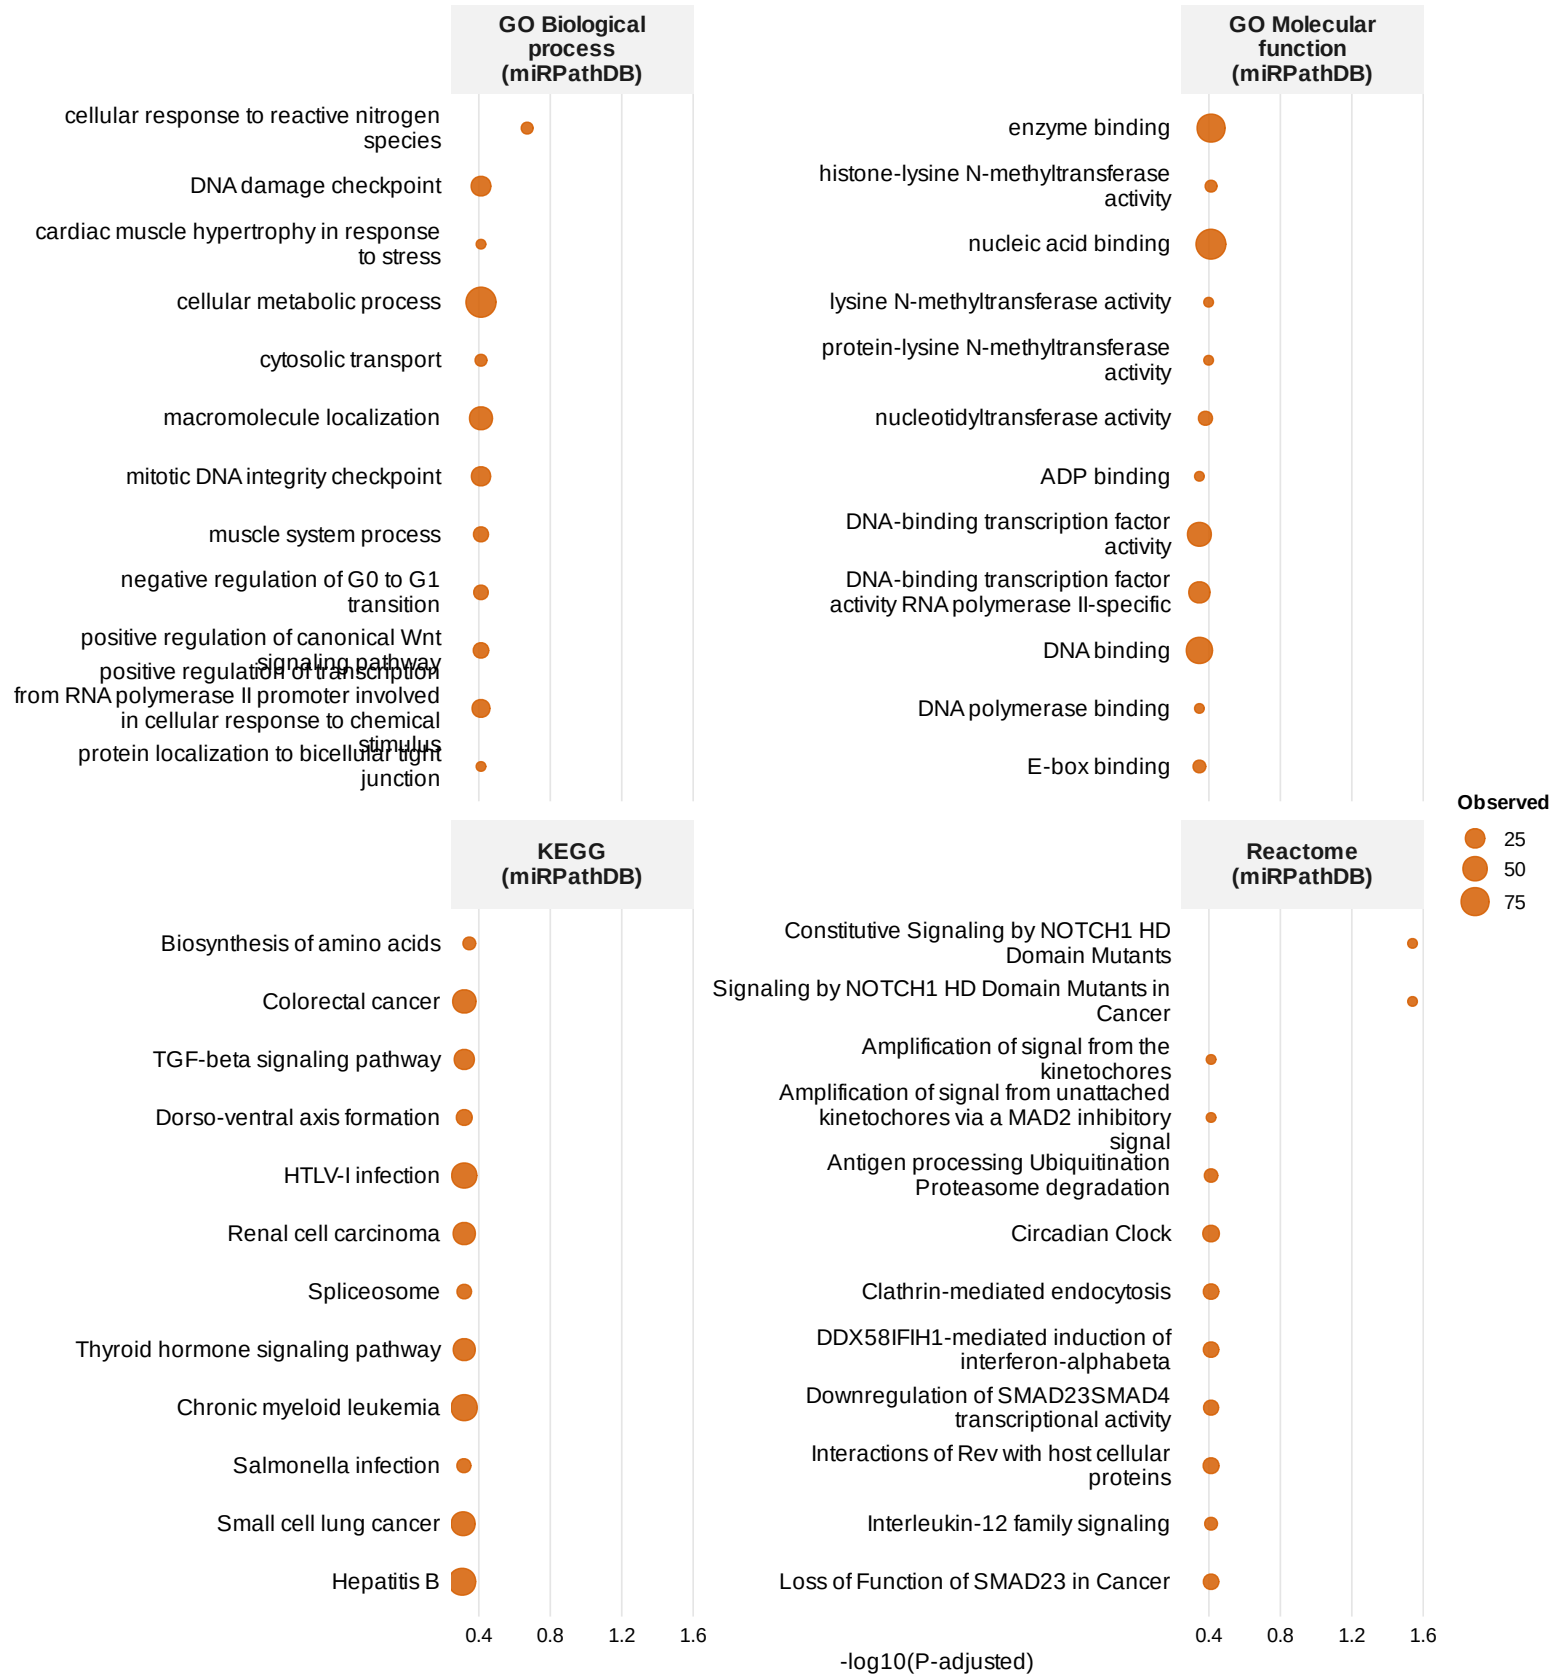 GO Biological
process
(miRPathDB)
cellular response to reactive nitrogen
species
DNA damage checkpoint
cardiac muscle hypertrophy in response
to stress
cellular metabolic process
cytosolic transport
macromolecule localization
mitotic DNA integrity checkpoint
muscle system process
negative regulation of G0 to G1
transition
positive regulation of canonical Wnt
signaling pathway
positive regulation of transcription
from RNA polymerase II promoter involved
in cellular response to chemical
stimulus
protein localization to bicellular tight
junction
GO Molecular
function
(miRPathDB)
enzyme binding
histone-lysine N-methyltransferase
activity
nucleic acid binding
lysine N-methyltransferase activity
protein-lysine N-methyltransferase
activity
nucleotidyltransferase activity
ADP binding
DNA-binding transcription factor
activity
DNA-binding transcription factor
activity RNA polymerase II-specific
DNA binding
DNA polymerase binding
E-box binding
KEGG
(miRPathDB)
Biosynthesis of amino acids
Colorectal cancer
TGF-beta signaling pathway
Dorso-ventral axis formation
HTLV-I infection
Renal cell carcinoma
Spliceosome
Thyroid hormone signaling pathway
Chronic myeloid leukemia
Salmonella infection
Small cell lung cancer
Hepatitis B
0.4 0.8 1.2 1.6
Reactome
(miRPathDB)
Constitutive Signaling by NOTCH1 HD
Domain Mutants
Signaling by NOTCH1 HD Domain Mutants in
Cancer
Amplification of signal from the
kinetochores
Amplification of signal from unattached
kinetochores via a MAD2 inhibitory
signal
Antigen processing Ubiquitination
Proteasome degradation
Circadian Clock
Clathrin-mediated endocytosis
DDX58IFIH1-mediated induction of
interferon-alphabeta
Downregulation of SMAD23SMAD4
transcriptional activity
Interactions of Rev with host cellular
proteins
Interleukin-12 family signaling
Loss of Function of SMAD23 in Cancer
0.4 0.8 1.2 1.6
-log10(P-adjusted)
Observed
25
50
75